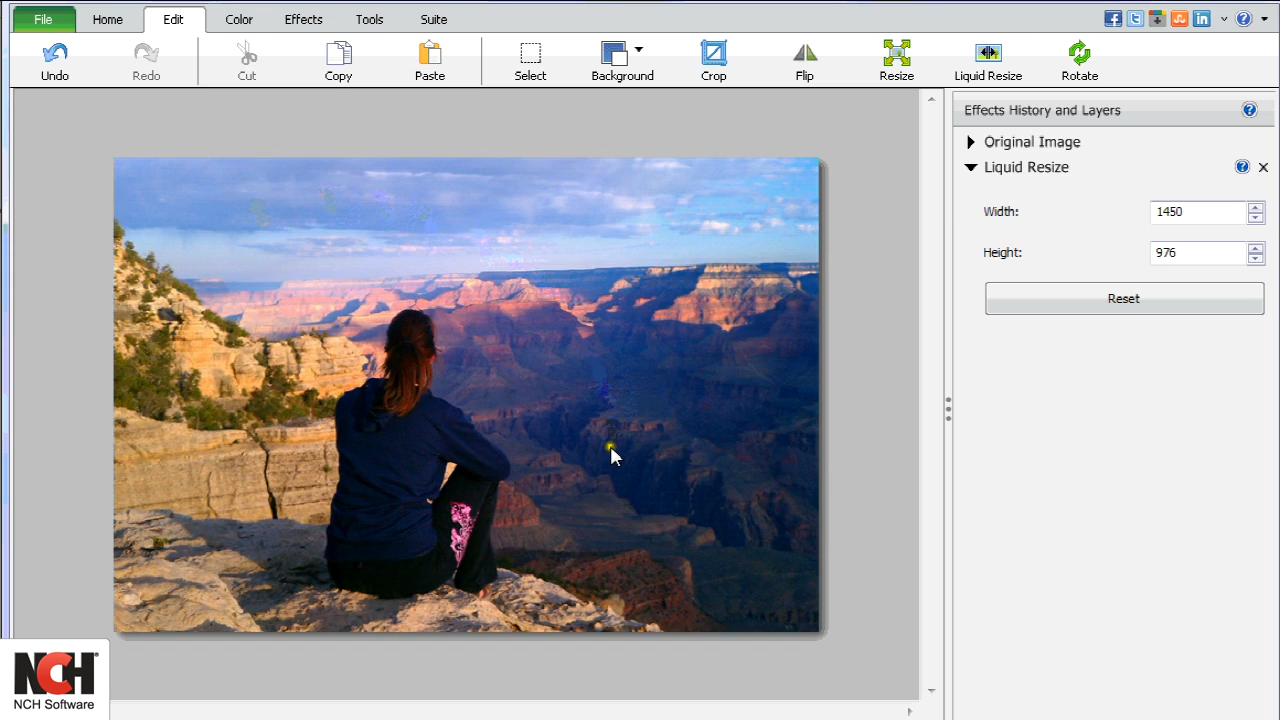 File Home Edit Color Effects Tools Suite
Undo Redo Cut Copy Paste Select Background Crop Flip Resize Liquid Resize Rotate
Effects History and Layers
Original Image
Liquid Resize
Width: 1450
Height: 976
Reset
NCH®
NCH Software